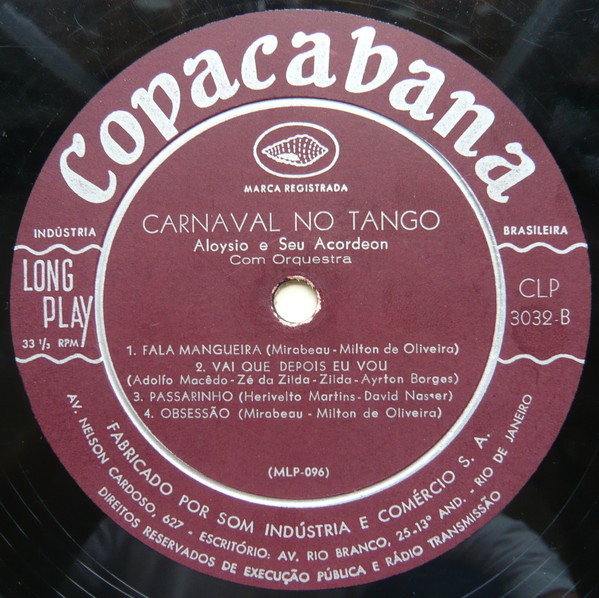 Copacabana
MARCA REGISTRADA
CARNAVAL NO TANGO
Aloysio e Seu Acordeon
Com Orquestra
INDÚSTRIA
BRASILEIRA
LONG
PLAY
33 1/3 RPM
CLP
3032-B
1. FALA MANGUEIRA (Mirabeau - Milton de Oliveira)
2. VAI QUE DEPOIS EU VOU
(Adolfo Macêdo - Zé da Zilda - Zilda - Ayrton Borges)
3. PASSARINHO (Herivelto Martins - David Nasser)
4. OBSESSÃO (Mirabeau - Milton de Oliveira)
(MLP-096)
FABRICADO POR SOM INDÚSTRIA E COMÉRCIO S. A.
AV. NELSON CARDOSO, 627 - ESCRITÓRIO: AV. RIO BRANCO, 25-13º AND. - RIO DE JANEIRO
DIREITOS RESERVADOS DE EXECUÇÃO PÚBLICA E RÁDIO TRANSMISSÃO